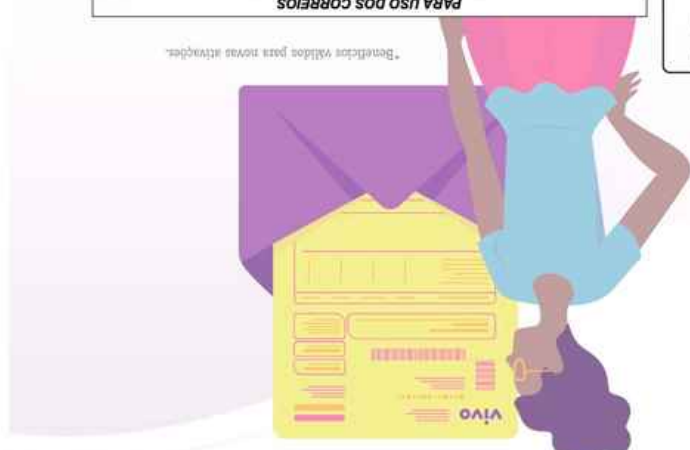 vivo
*Benefícios válidos para novas ativações.
PARA USO DOS CORREIOS